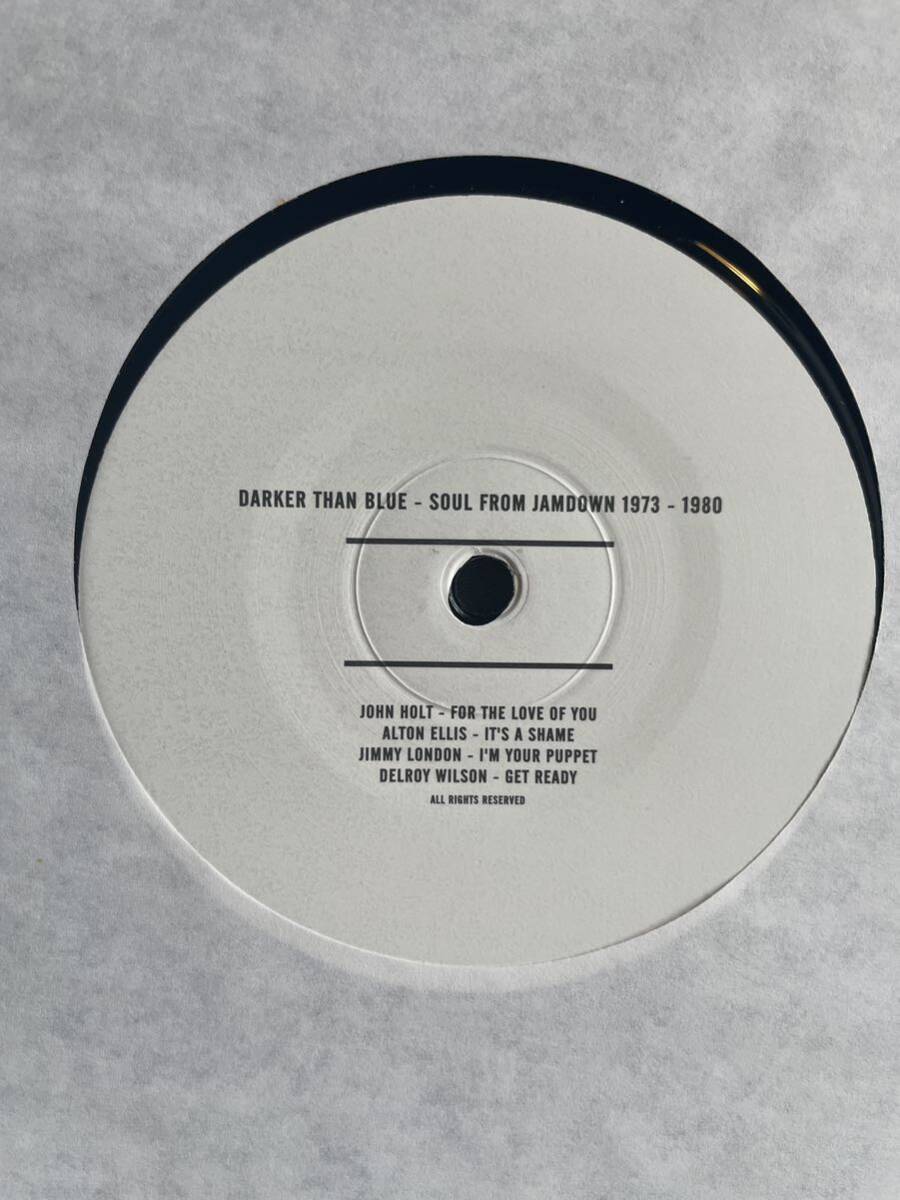 DARKER THAN BLUE - SOUL FROM JAMDOWN 1973 - 1980
JOHN HOLT - FOR THE LOVE OF YOU
ALTON ELLIS - IT'S A SHAME
JIMMY LONDON - I'M YOUR PUPPET
DELROY WILSON - GET READY
ALL RIGHTS RESERVED